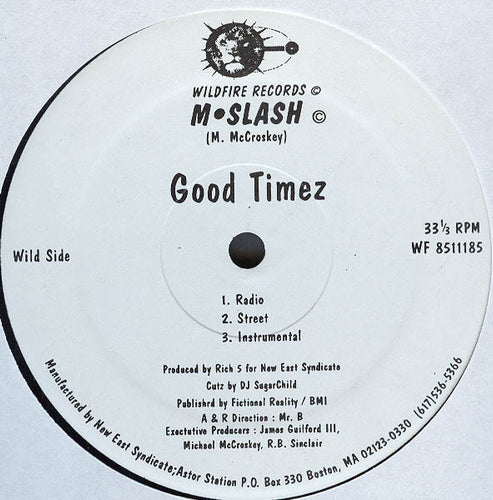 WILDFIRE RECORDS ©
M•SLASH ©
(M. McCroskey)
Good Timez
33⅓ RPM
WF 8511185
Wild Side
1. Radio
2. Street
3. Instrumental
Produced by Rich 5 for New East Syndicate
Cutz by DJ SugarChild
Publishrd by Fictional Reality / BMI
A & R Direction : Mr. B
Exectutive Producers : James Guilford III,
Michael McCroskey, R.B. Sinclair
Manufactured by New East Syndicate;Astor Station P.O. Box 330 Boston, MA 02123-0330 (617)536-5366